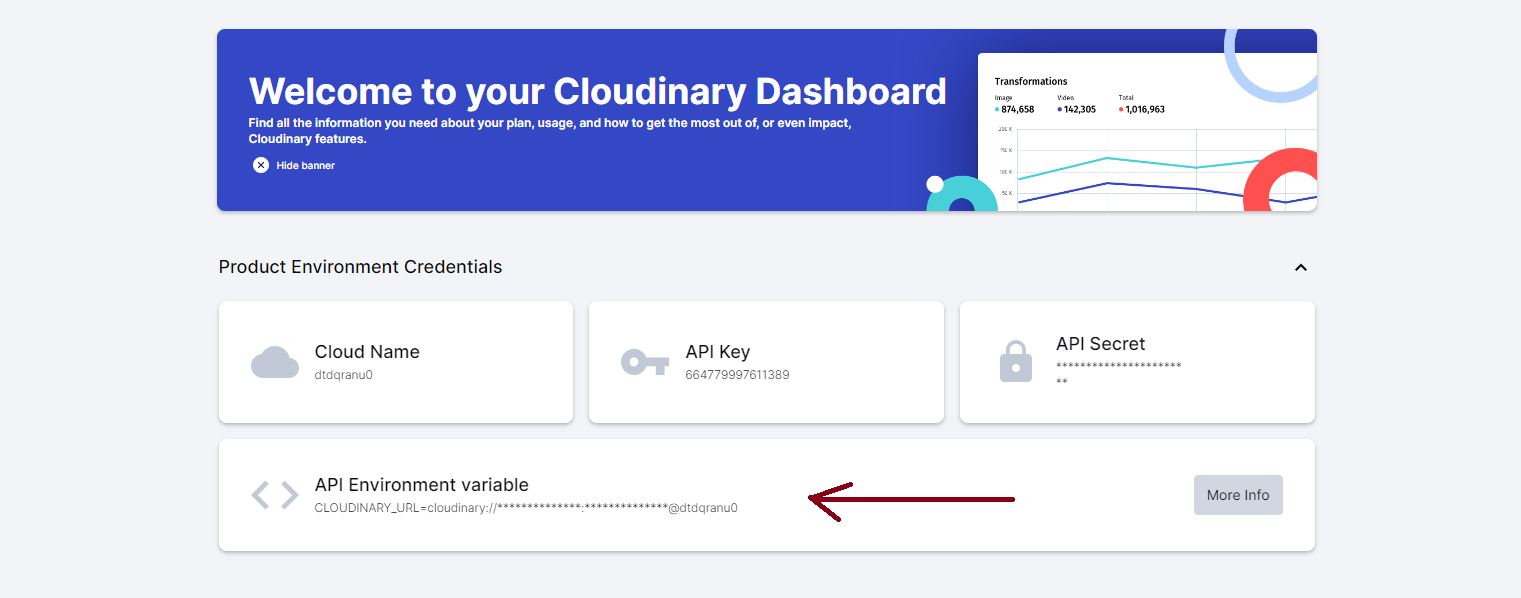 Welcome to your Cloudinary Dashboard
Find all the information you need about your plan, usage, and how to get the most out of, or even impact,
Cloudinary features.
Hide banner
Transformations
Image Video Total
874,658 142,305 1,016,963
200 K
150 K
100 K
50 K
Product Environment Credentials
Cloud Name
dtdqranu0
API Key
664779997611389
API Secret
*********************
**
API Environment variable
CLOUDINARY_URL=cloudinary://**************:**************@dtdqranu0
More Info